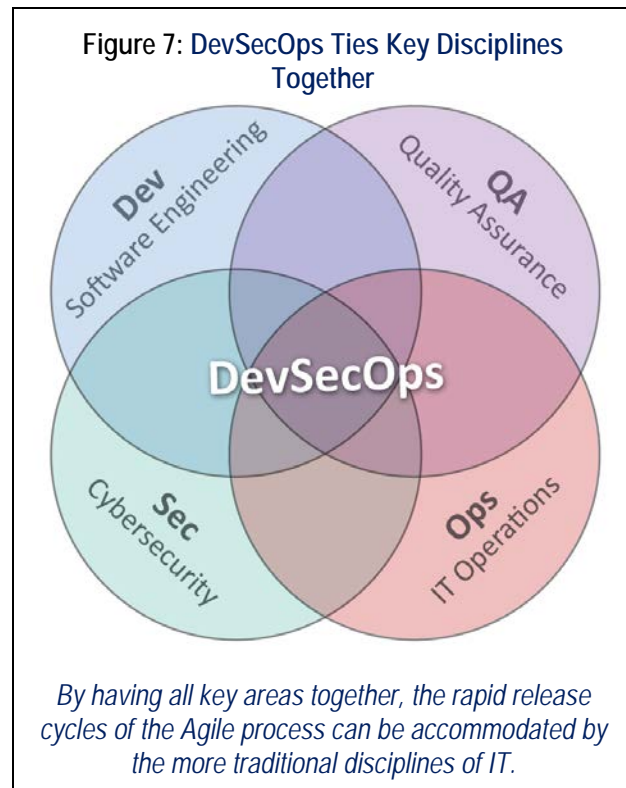 Figure 7: DevSecOps Ties Key Disciplines
Together
Dev
Software Engineering
QA
Quality Assurance
DevSecOps
Sec
Cybersecurity
Ops
IT Operations
By having all key areas together, the rapid release
cycles of the Agile process can be accommodated by
the more traditional disciplines of IT.